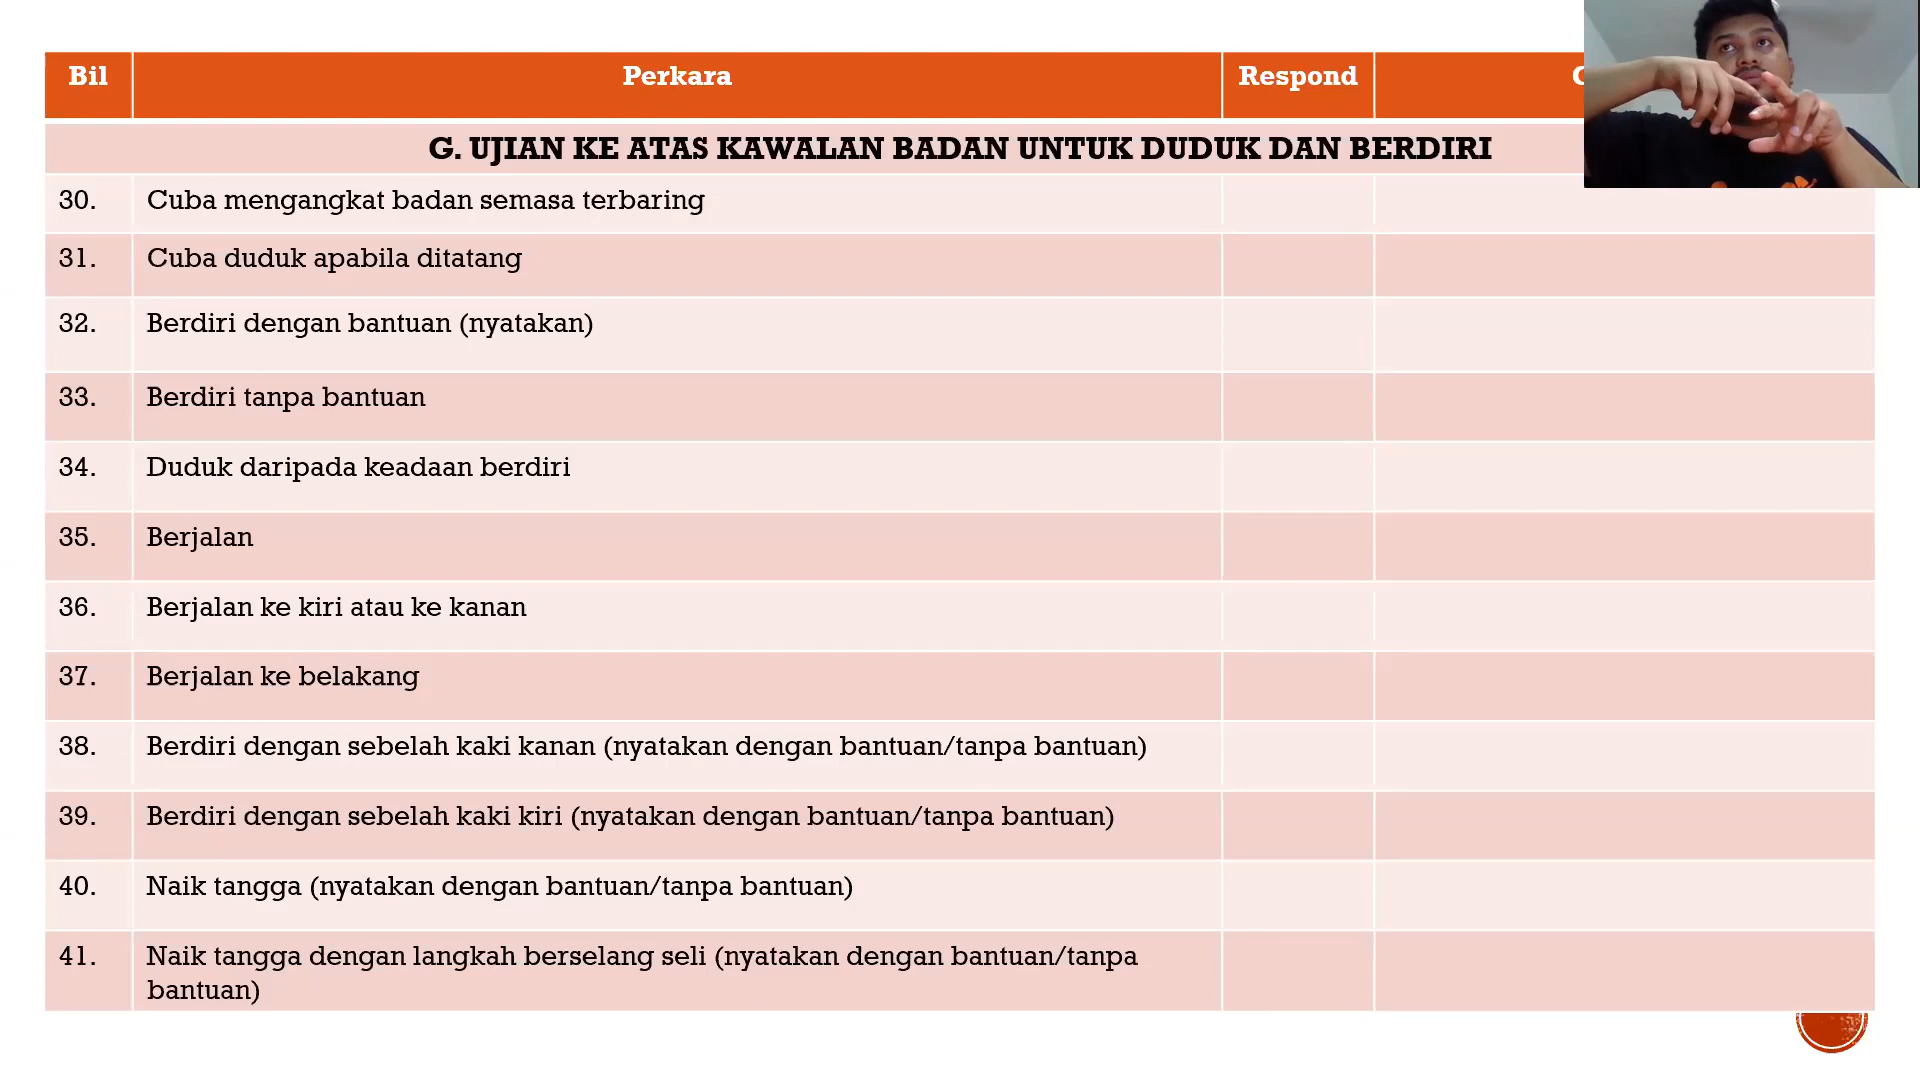 Bil Perkara Respond
G. UJIAN KE ATAS KAWALAN BADAN UNTUK DUDUK DAN BERDIRI
30. Cuba mengangkat badan semasa terbaring
31. Cuba duduk apabila ditatang
32. Berdiri dengan bantuan (nyatakan)
33. Berdiri tanpa bantuan
34. Duduk daripada keadaan berdiri
35. Berjalan
36. Berjalan ke kiri atau ke kanan
37. Berjalan ke belakang
38. Berdiri dengan sebelah kaki kanan (nyatakan dengan bantuan/tanpa bantuan)
39. Berdiri dengan sebelah kaki kiri (nyatakan dengan bantuan/tanpa bantuan)
40. Naik tangga (nyatakan dengan bantuan/tanpa bantuan)
41. Naik tangga dengan langkah berselang seli (nyatakan dengan bantuan/tanpa
bantuan)